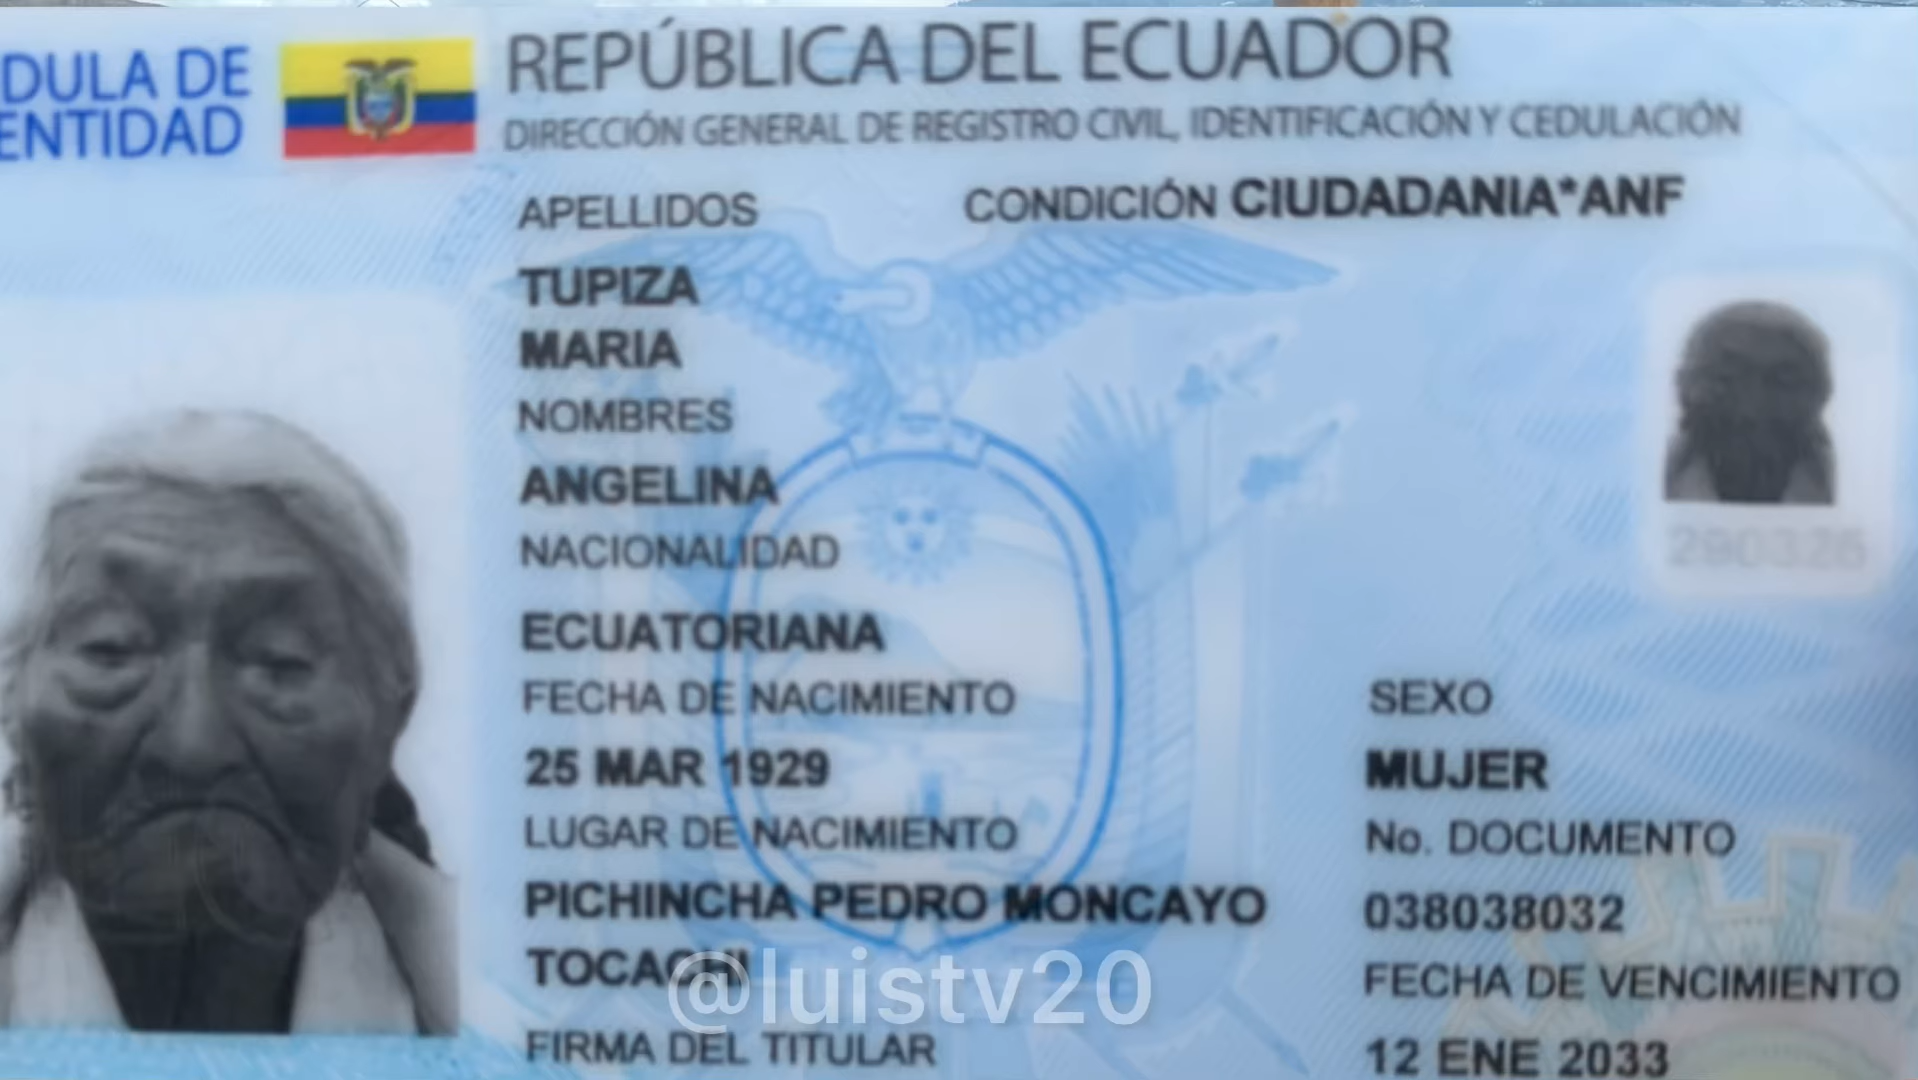 DULA DE
ENTIDAD
REPÚBLICA DEL ECUADOR
DIRECCIÓN GENERAL DE REGISTRO CIVIL, IDENTIFICACIÓN Y CEDULACIÓN
APELLIDOS
CONDICIÓN CIUDADANIA*ANF
TUPIZA
MARIA
NOMBRES
ANGELINA
NACIONALIDAD
ECUATORIANA
FECHA DE NACIMIENTO
25 MAR 1929
LUGAR DE NACIMIENTO
PICHINCHA PEDRO MONCAYO
TOCACHI
FIRMA DEL TITULAR
SEXO
MUJER
No. DOCUMENTO
038038032
FECHA DE VENCIMIENTO
12 ENE 2033
@luistv20